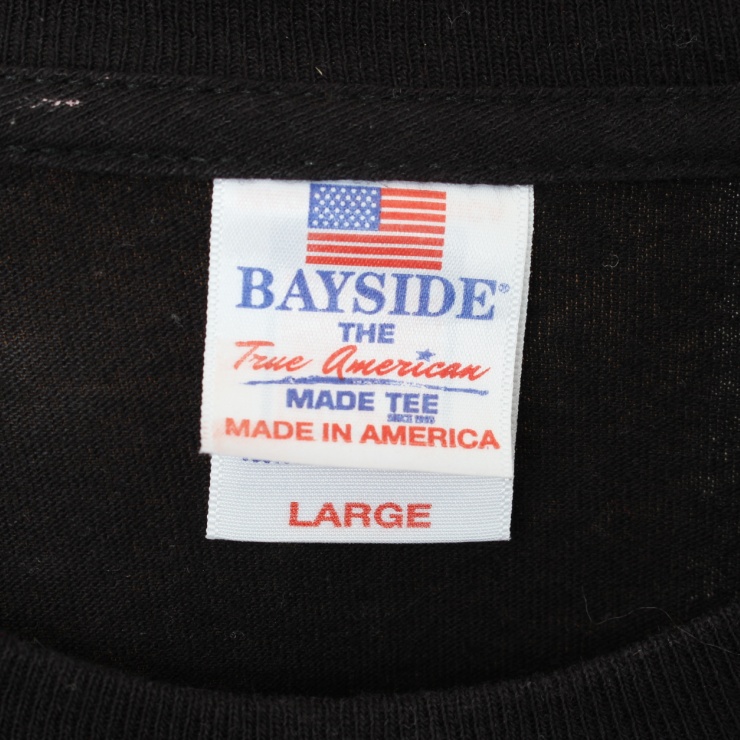 BAYSIDE®
THE
True American
MADE TEE
MADE IN AMERICA
LARGE